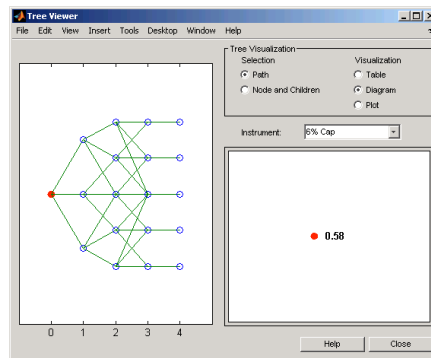 Tree Viewer
File Edit View Insert Tools Desktop Window Help
Tree Visualization
Selection Visualization
Path Table
Node and Children Diagram
Plot
Instrument: 6% Cap
0.58
0 1 2 3 4
Help Close